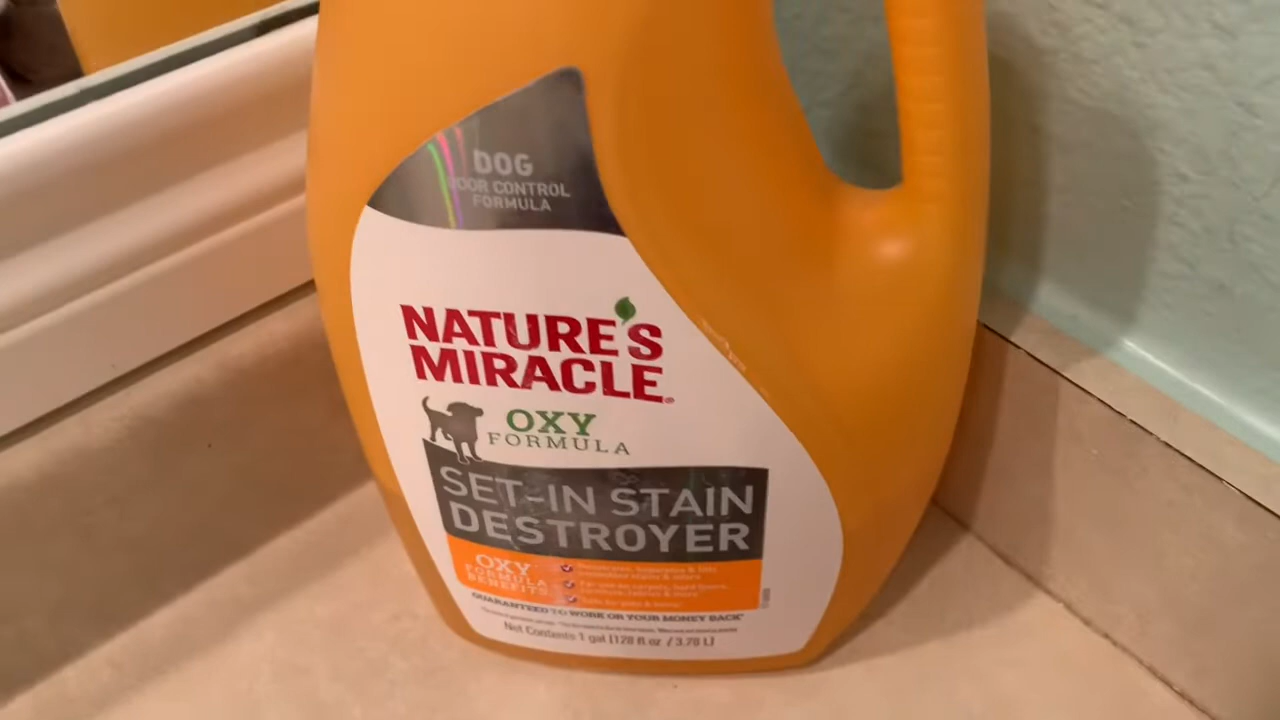 DOG
ODOR CONTROL
FORMULA
NATURE'S
MIRACLE
OXY
FORMULA
SET-IN STAIN
DESTROYER
OXY
FORMULA
BENEFITS:
GUARANTEED TO WORK OR YOUR MONEY BACK*
Net Contents 1 gal (128 fl oz / 3.78 L)